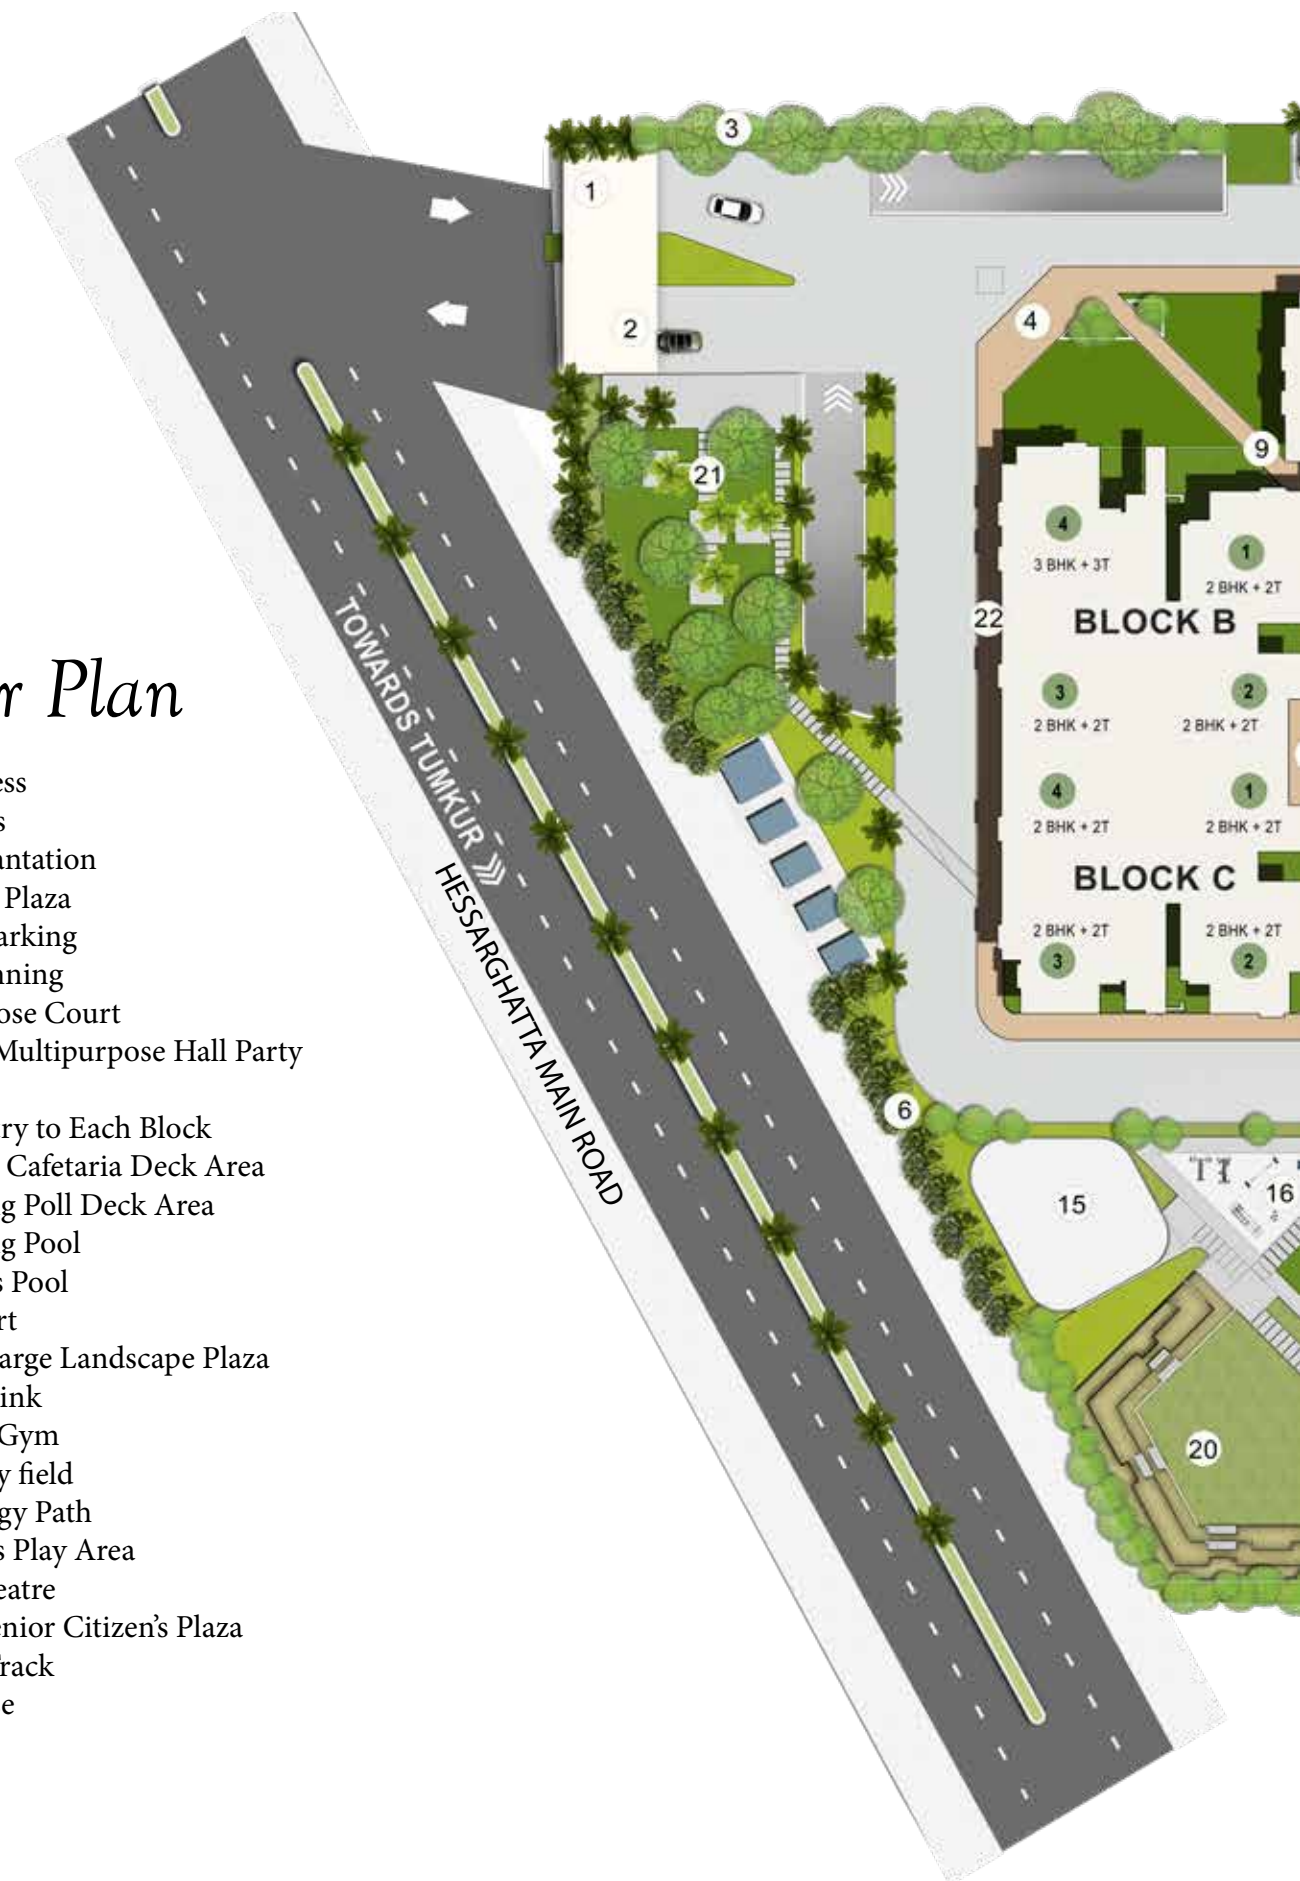 r Plan
ess
s
antation
Plaza
arking
nning
ose Court
Multipurpose Hall Party
ry to Each Block
Cafetaria Deck Area
g Poll Deck Area
g Pool
s Pool
rt
arge Landscape Plaza
ink
Gym
y field
gy Path
s Play Area
eatre
enior Citizen's Plaza
rack
e
3
1
2
4
9
21
22
4
3 BHK + 3T
1
2 BHK + 2T
BLOCK B
3
2 BHK + 2T
2
2 BHK + 2T
4
2 BHK + 2T
1
2 BHK + 2T
BLOCK C
2 BHK + 2T
3
2 BHK + 2T
2
TOWARDS TUMKUR
HESSARGHATTA MAIN ROAD
6
15
16
20